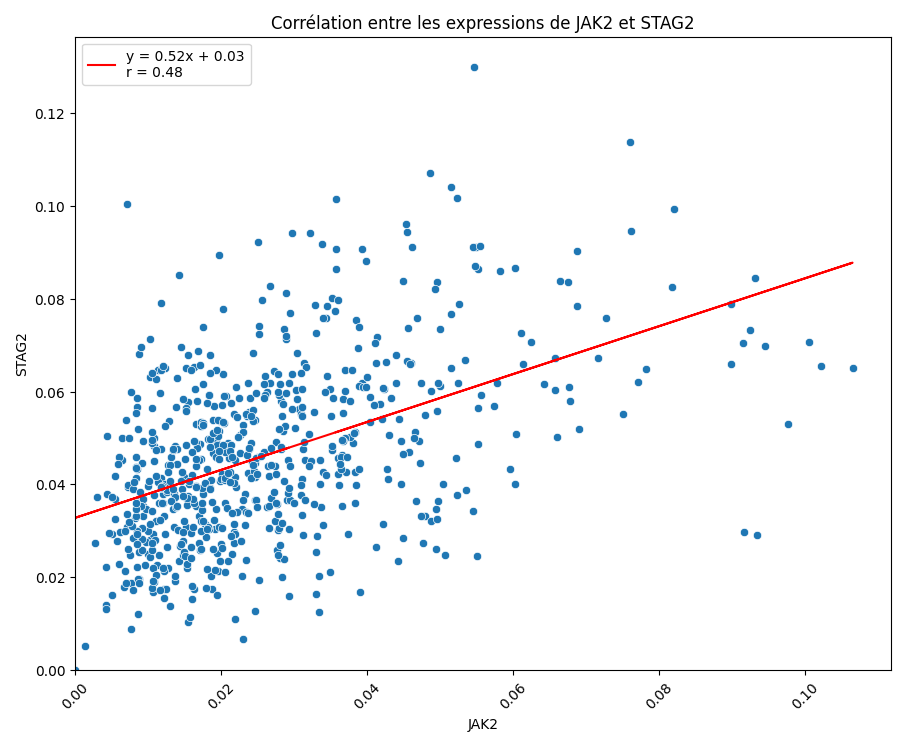 Corrélation entre les expressions de JAK2 et STAG2
y = 0.52x + 0.03
r = 0.48
STAG2
0.12
0.10
0.08
0.06
0.04
0.02
0.00
0.00 0.02 0.04 0.06 0.08 0.10
JAK2